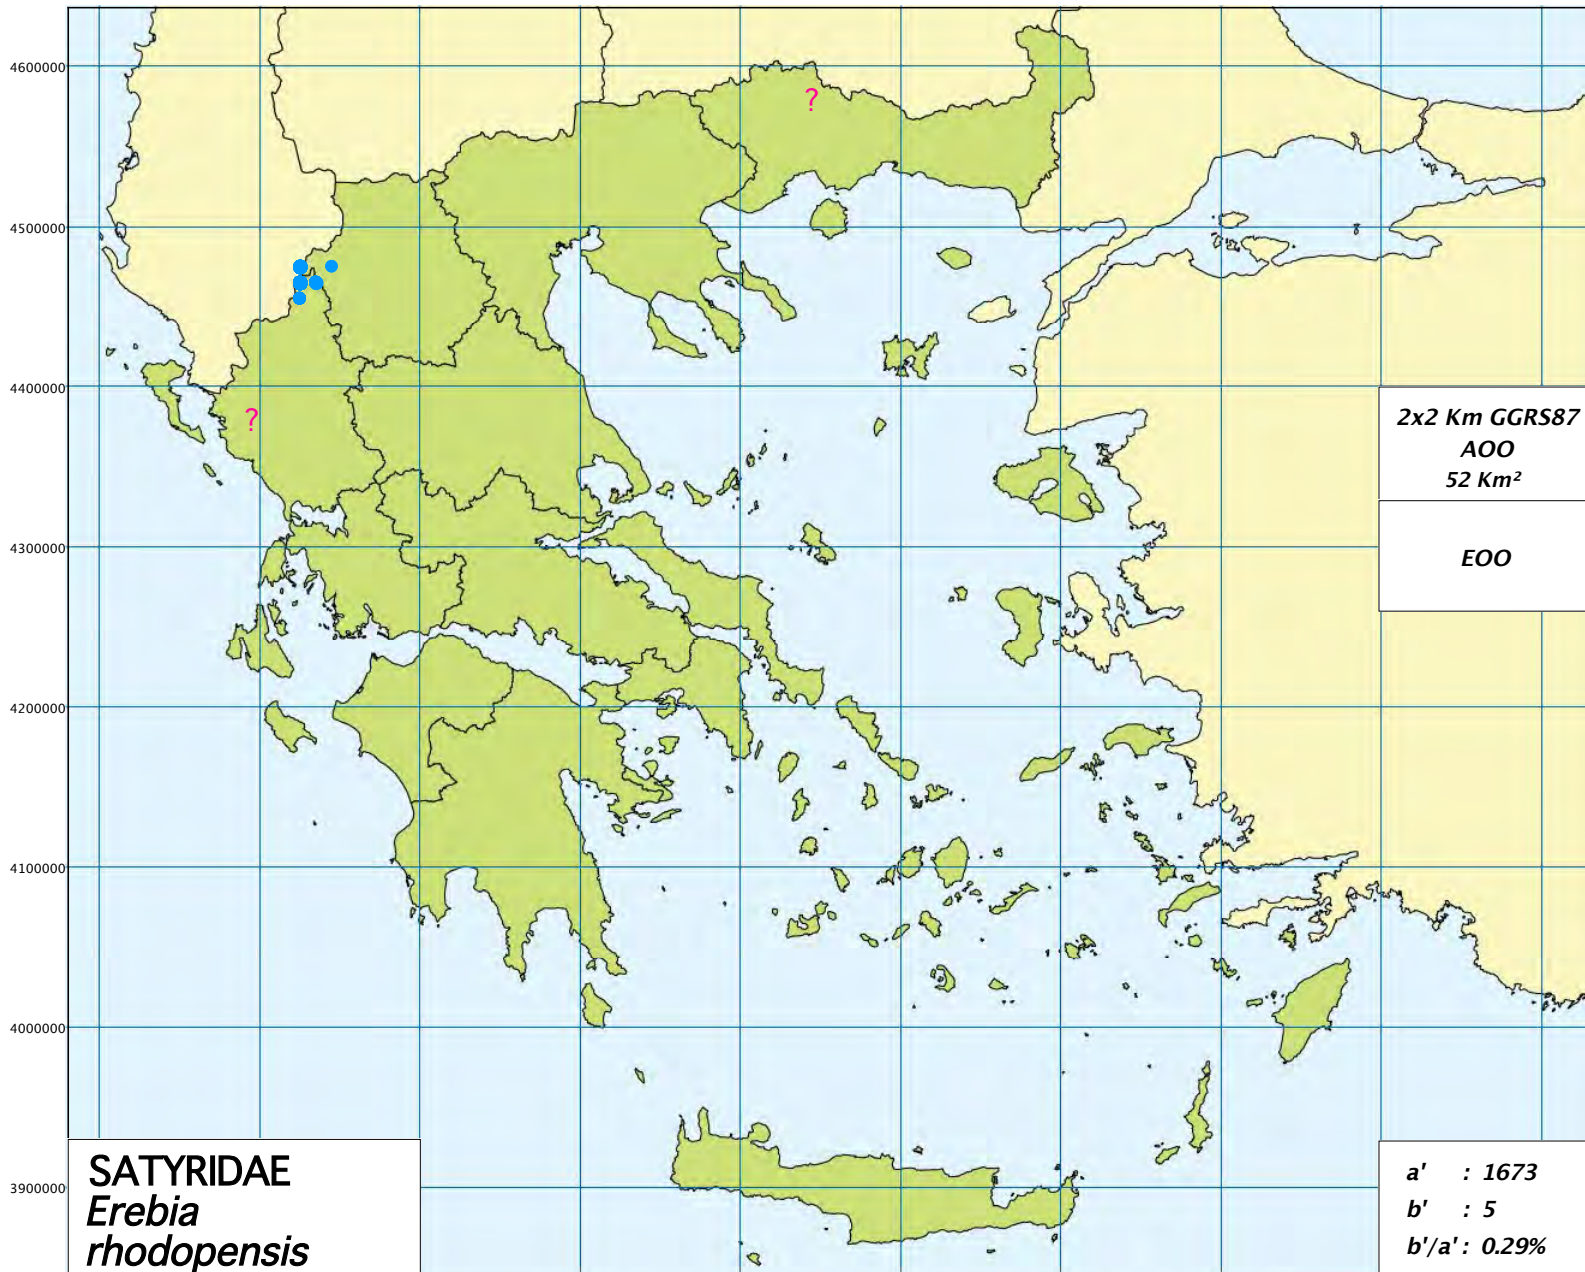 4600000
?
4500000
4400000
?
2x2 Km GGRS87
AOO
52 Km²
4300000
EOO
4200000
4100000
4000000
3900000
SATYRIDAE
Erebia
rhodopensis
a' : 1673
b' : 5
b'/a' : 0.29%